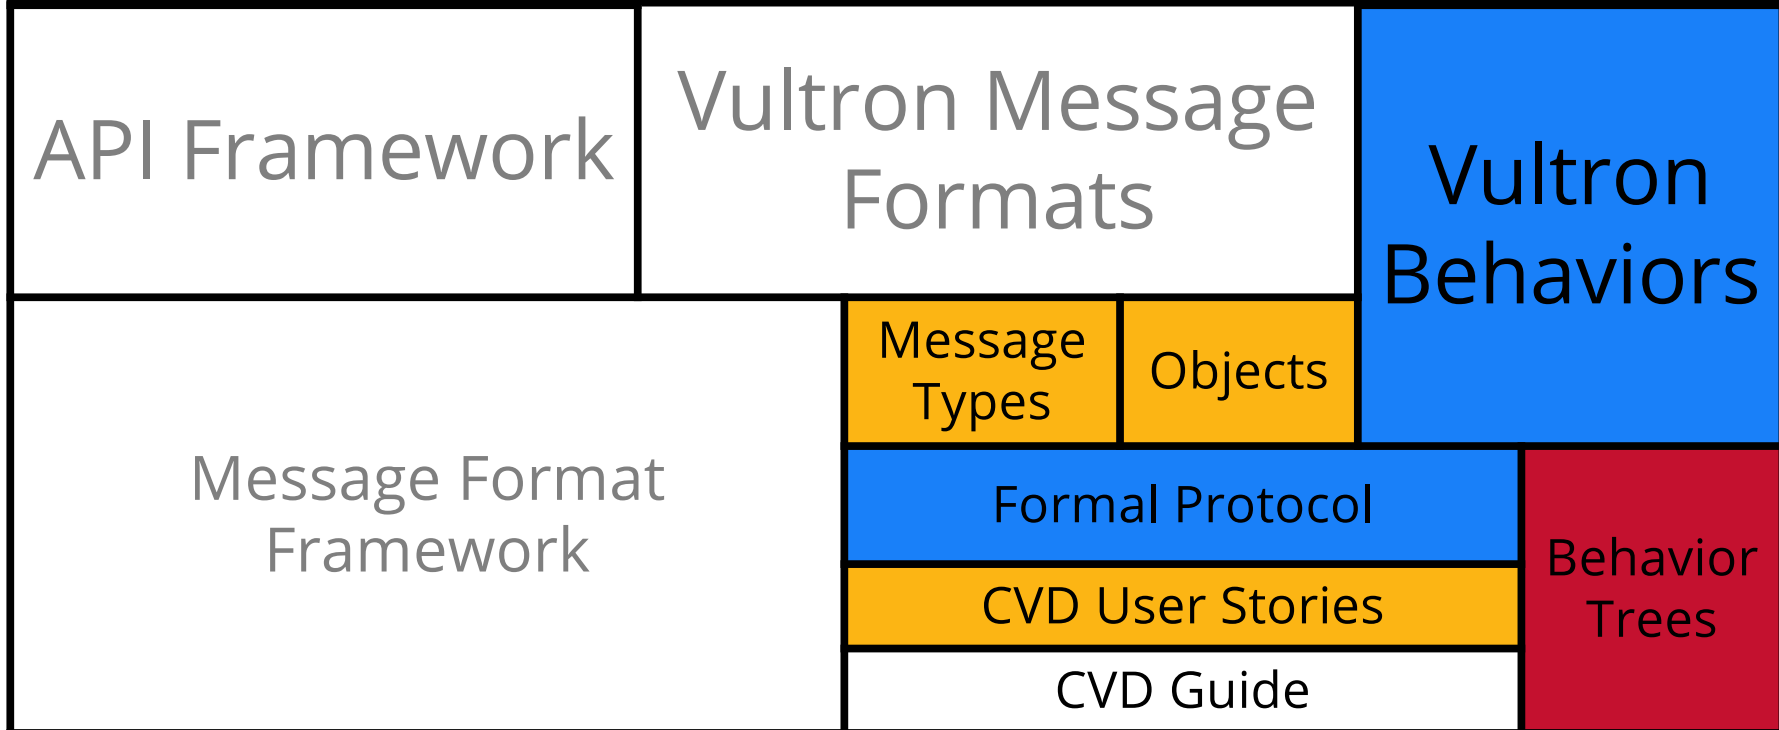 API Framework
Vultron Message
Formats
Vultron
Behaviors
Message
Types
Objects
Message Format
Framework
Formal Protocol
CVD User Stories
CVD Guide
Behavior
Trees